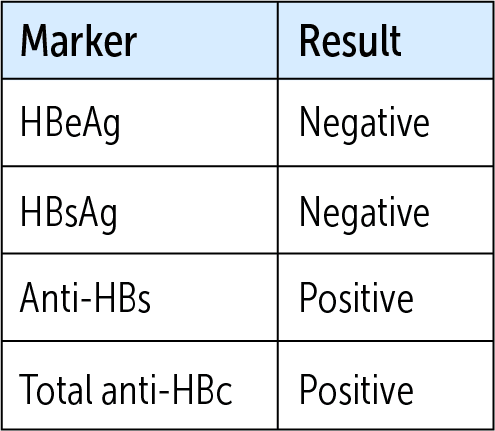 Marker Result
HBeAg Negative
HBsAg Negative
Anti-HBs Positive
Total anti-HBc Positive